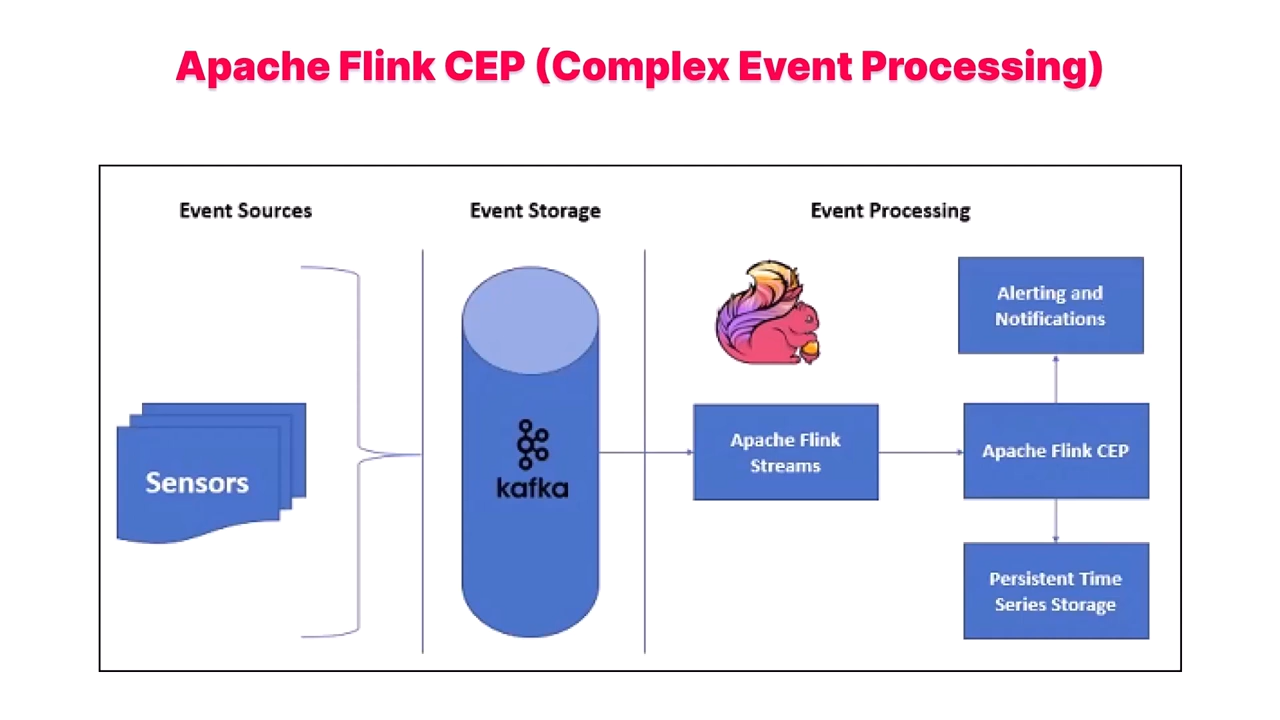 Apache Flink CEP (Complex Event Processing)
Event Sources
Event Storage
Event Processing
Sensors
kafka
Apache Flink
Streams
Alerting and
Notifications
Apache Flink CEP
Persistent Time
Series Storage